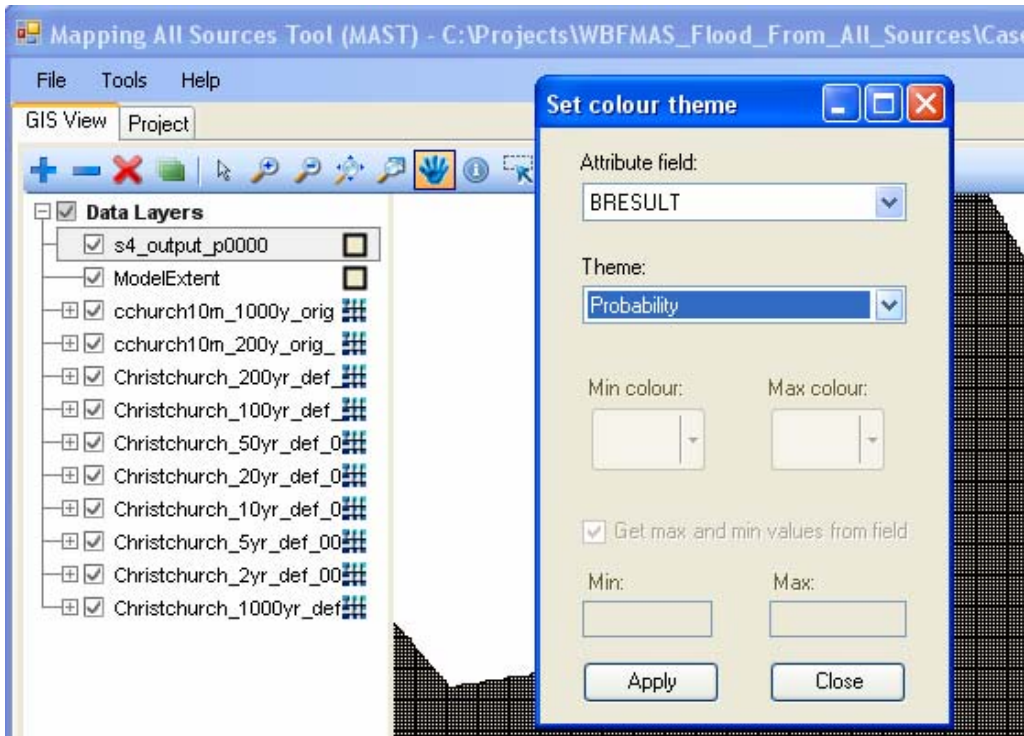 Mapping All Sources Tool (MAST) - C:\Projects\WBFMAS_Flood_From_All_Sources\Case
File Tools Help
GIS View Project
Data Layers
s4_output_p0000
ModelExtent
cchurch10m_1000y_orig
cchurch10m_200y_orig_
Christchurch_200yr_def_
Christchurch_100yr_def_
Christchurch_50yr_def_0
Christchurch_20yr_def_0
Christchurch_10yr_def_0
Christchurch_5yr_def_00
Christchurch_2yr_def_00
Christchurch_1000yr_def
Set colour theme
Attribute field:
BRESULT
Theme:
Probability
Min colour: Max colour:
Get max and min values from field
Min: Max:
Apply Close